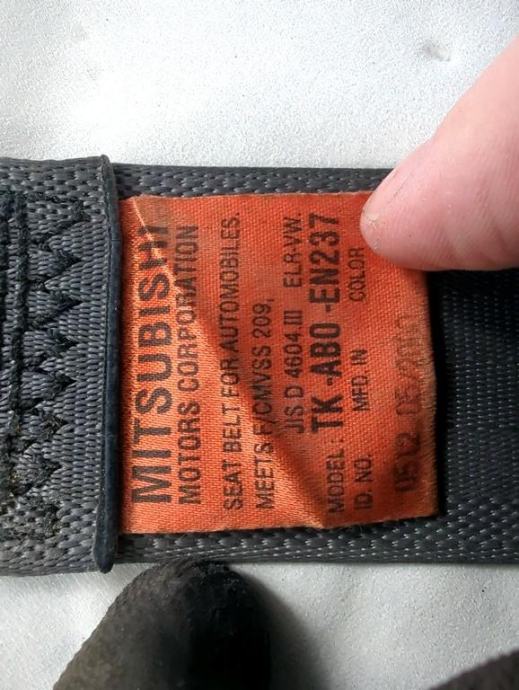 MITSUBISHI
MOTORS CORPORATION
SEAT BELT FOR AUTOMOBILES.
MEETS F/CMVSS 209,
JIS D 4604.III ELR-VW.
MODEL: TK-AB0-EN237
ID. NO. MFD. IN COLOR
0512